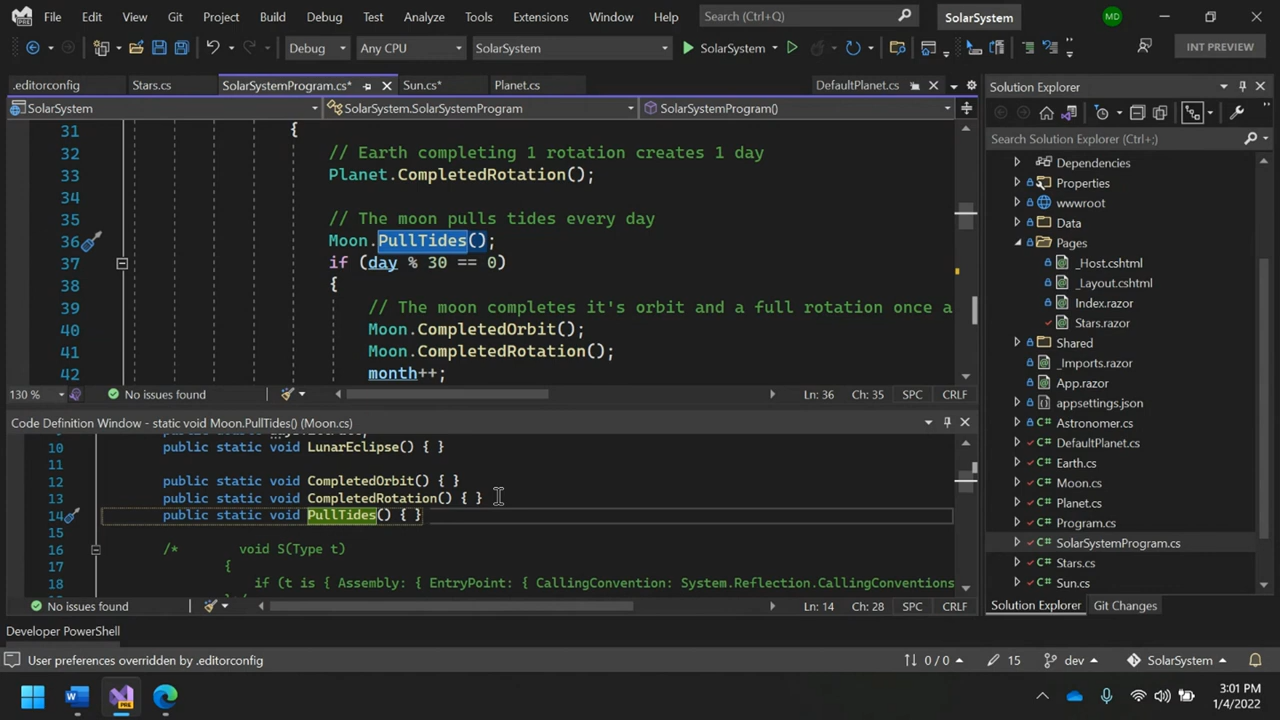 File Edit View Git Project Build Debug Test Analyze Tools Extensions Window Help Search (Ctrl+Q) SolarSystem MD
Debug Any CPU SolarSystem SolarSystem INT PREVIEW
.editorconfig Stars.cs SolarSystemProgram.cs* Sun.cs* Planet.cs DefaultPlanet.cs
SolarSystem SolarSystem.SolarSystemProgram SolarSystemProgram()
31 {
32 // Earth completing 1 rotation creates 1 day
33 Planet.CompletedRotation();
34
35 // The moon pulls tides every day
36 Moon.PullTides();
37 if (day % 30 == 0)
38 {
39 // The moon completes it's orbit and a full rotation once a
40 Moon.CompletedOrbit();
41 Moon.CompletedRotation();
42 month++;
130 % No issues found Ln: 36 Ch: 35 SPC CRLF
Code Definition Window - static void Moon.PullTides() (Moon.cs)
10 public static void LunarEclipse() { }
11
12 public static void CompletedOrbit() { }
13 public static void CompletedRotation() { }
14 public static void PullTides() { }
15
16 /* void S(Type t)
17 {
18 if (t is { Assembly: { EntryPoint: { CallingConvention: System.Reflection.CallingConventions
No issues found Ln: 14 Ch: 28 SPC CRLF
Developer PowerShell
Solution Explorer
Search Solution Explorer (Ctrl+;)
Dependencies
Properties
wwwroot
Data
Pages
_Host.cshtml
_Layout.cshtml
Index.razor
Stars.razor
Shared
_Imports.razor
App.razor
appsettings.json
Astronomer.cs
DefaultPlanet.cs
Earth.cs
Moon.cs
Planet.cs
Program.cs
SolarSystemProgram.cs
Stars.cs
Sun.cs
Solution Explorer Git Changes
User preferences overridden by .editorconfig 0 / 0 15 dev SolarSystem
3:01 PM
1/4/2022